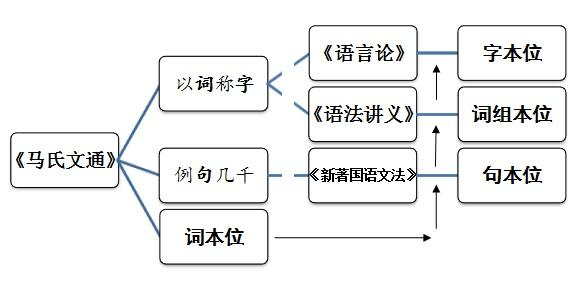 《马氏文通》
以词称字
例句几千
词本位
《语言论》
《语法讲义》
《新著国语文法》
字本位
词组本位
句本位